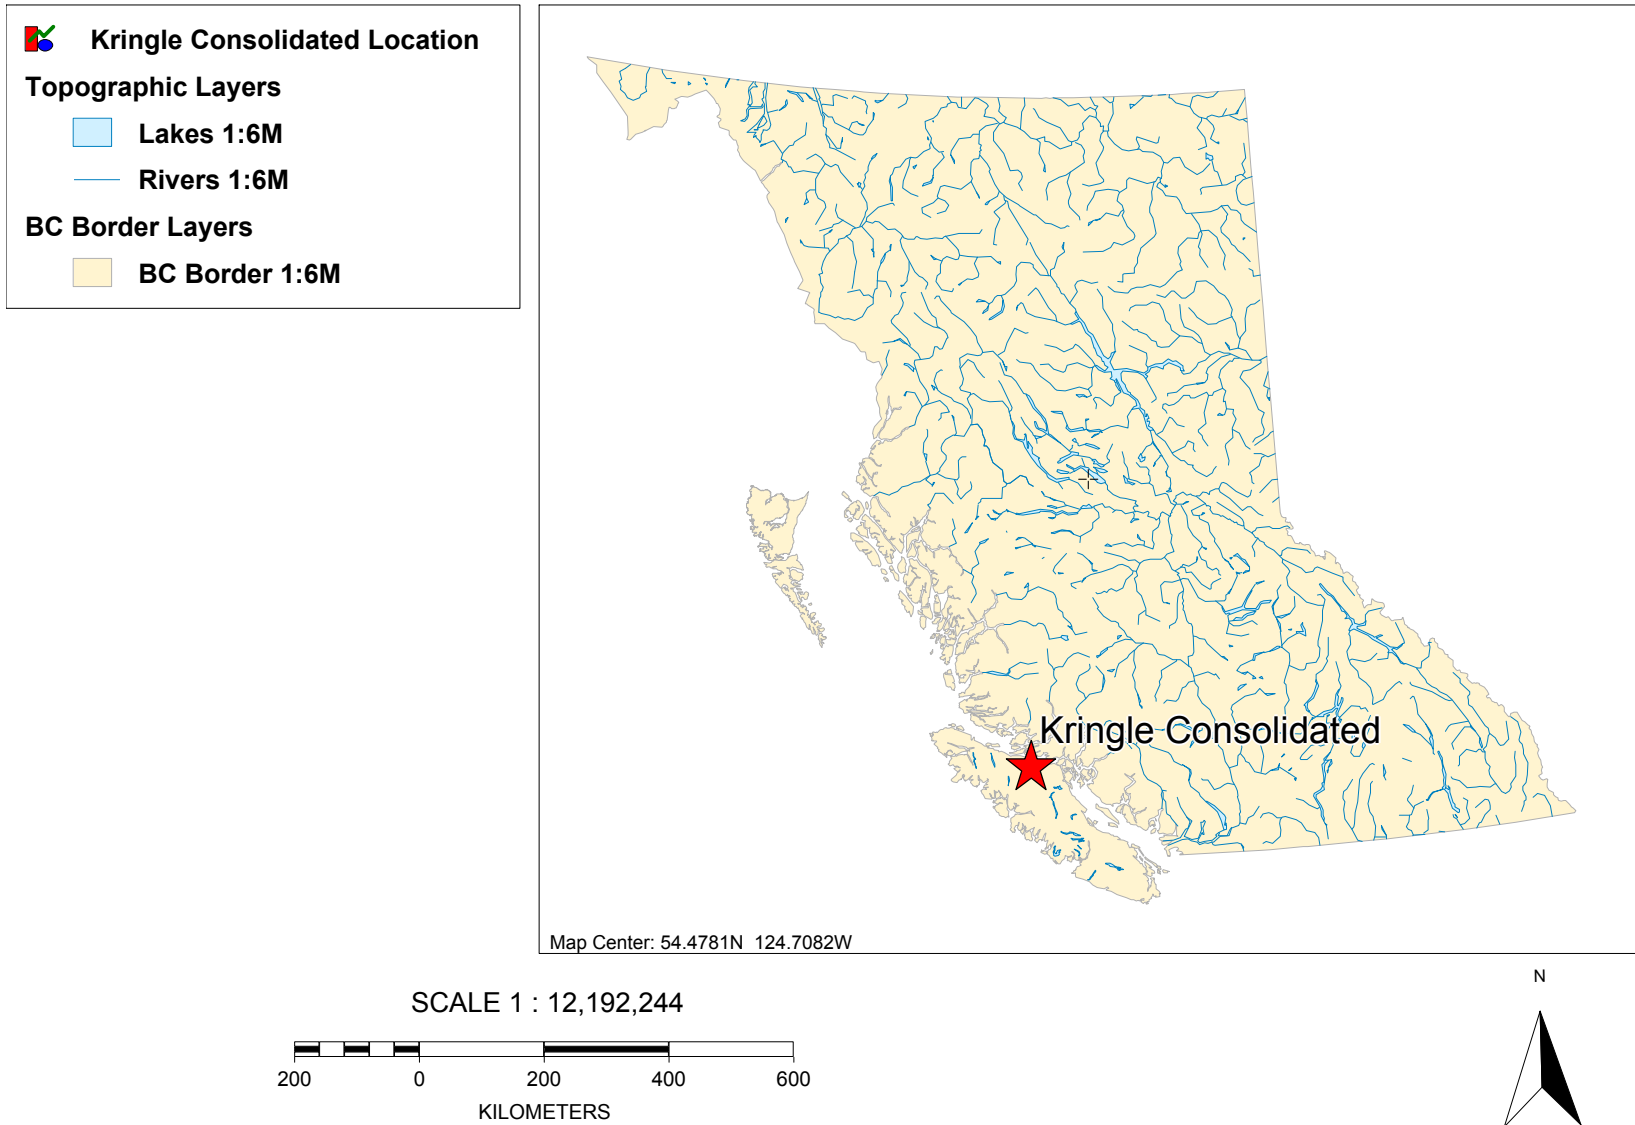 Kringle Consolidated Location
Topographic Layers
Lakes 1:6M
Rivers 1:6M
BC Border Layers
BC Border 1:6M
Kringle Consolidated
Map Center: 54.4781N 124.7082W
SCALE 1 : 12,192,244
200 0 200 400 600
KILOMETERS
N